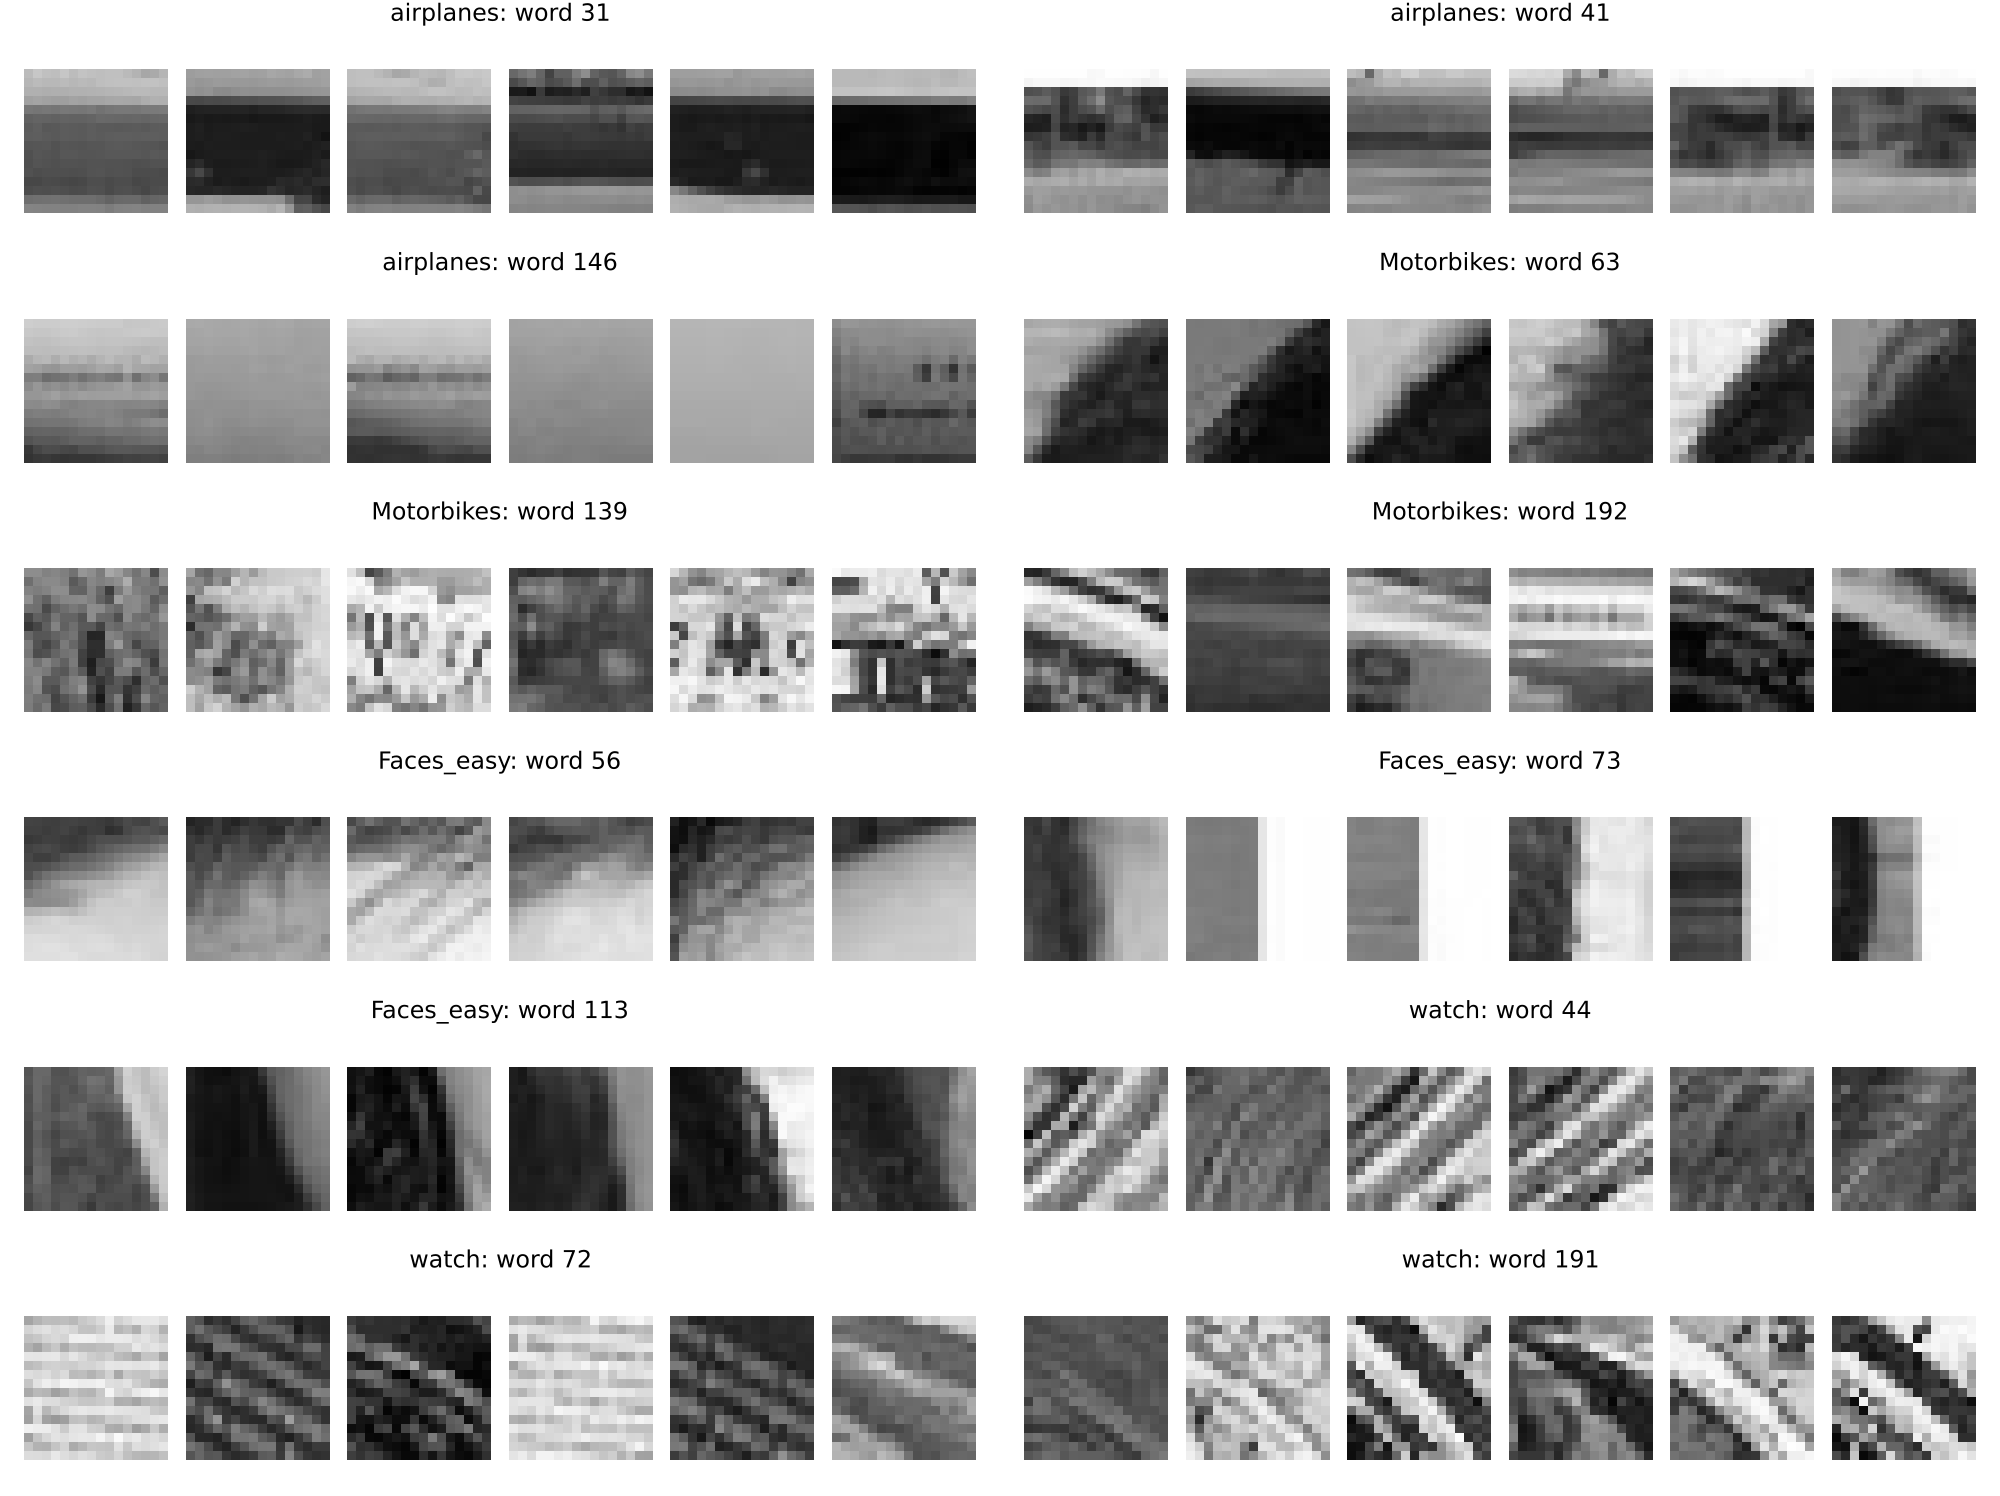 airplanes: word 31
airplanes: word 41
airplanes: word 146
Motorbikes: word 63
Motorbikes: word 139
Motorbikes: word 192
Faces_easy: word 56
Faces_easy: word 73
Faces_easy: word 113
watch: word 44
watch: word 72
watch: word 191